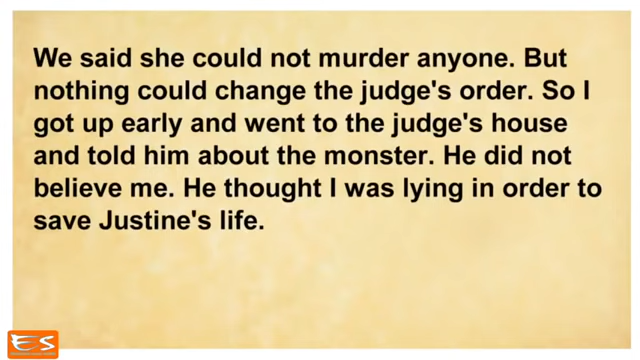 We said she could not murder anyone. But
nothing could change the judge's order. So I
got up early and went to the judge's house
and told him about the monster. He did not
believe me. He thought I was lying in order to
save Justine's life.
ES